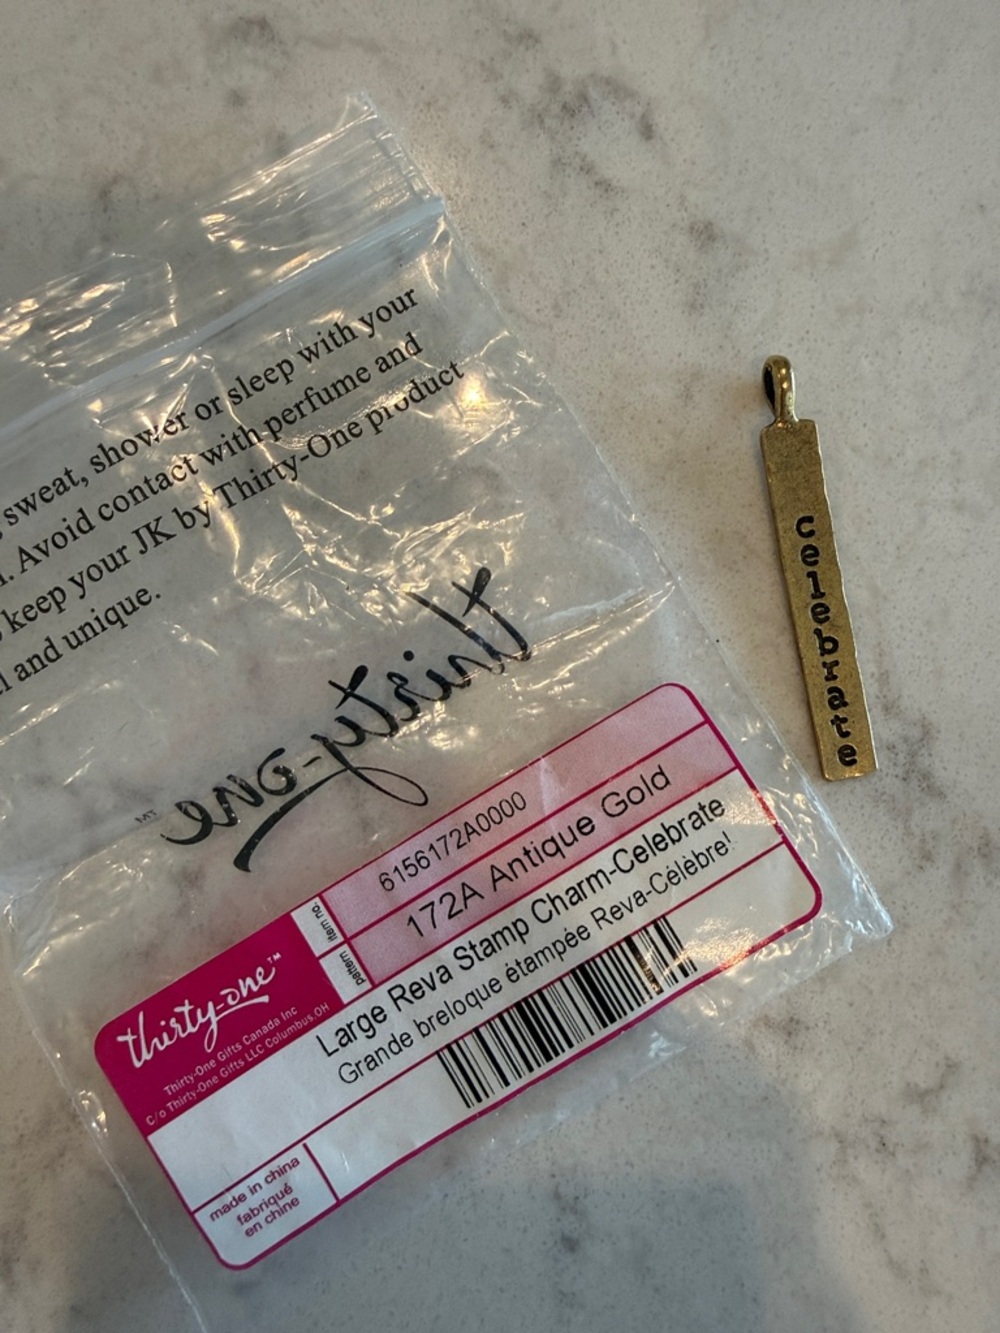 sweat, shower or sleep with your
. Avoid contact with perfume and
keep your JK by Thirty-One product
and unique.
thirty-one™
celebrate
6156172A0000
item no.
172A Antique Gold
pattern
Large Reva Stamp Charm-Celebrate
Grande breloque étampée Reva-Célèbre!
thirty-one™
Thirty-One Gifts Canada Inc
C/o Thirty-One Gifts LLC Columbus,OH
made in china
fabriqué
en chine